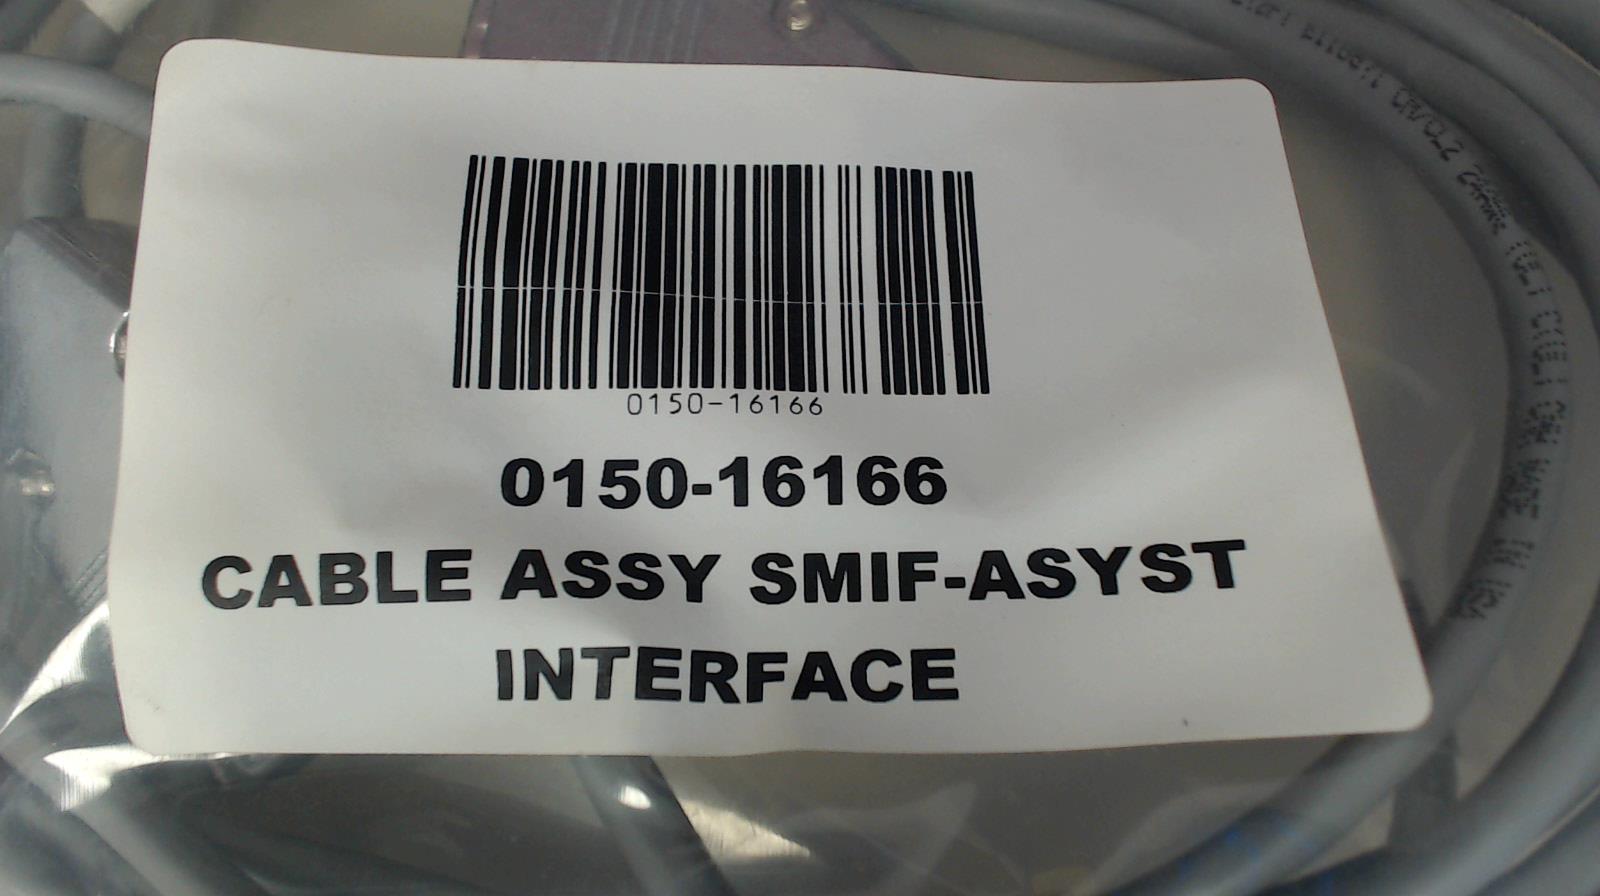 0150-16166
0150-16166
CABLE ASSY SMIF-ASYST
INTERFACE